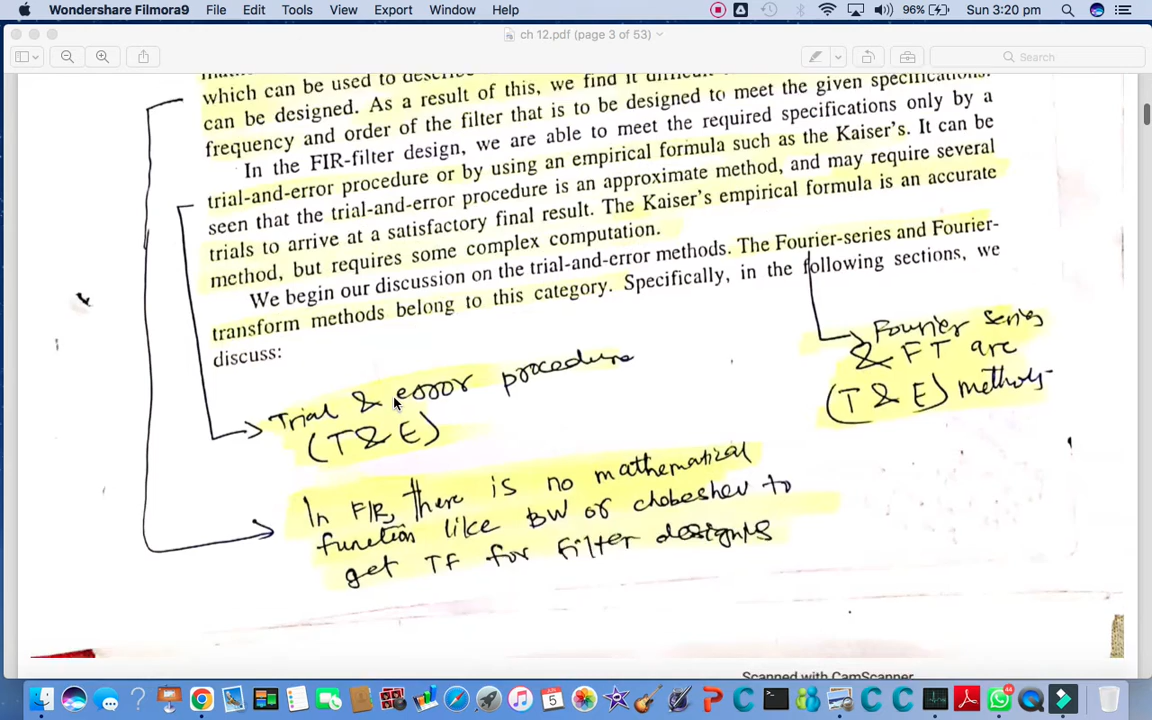 Wondershare Filmora9 File Edit Tools View Export Window Help 96% Sun 3:20 pm
ch 12.pdf (page 3 of 53)
Search
which can be used to describe
can be designed. As a result of this, we find it difficult
frequency and order of the filter that is to be designed to meet the given specifications.
In the FIR-filter design, we are able to meet the required specifications only by a
trial-and-error procedure or by using an empirical formula such as the Kaiser's. It can be
seen that the trial-and-error procedure is an approximate method, and may require several
trials to arrive at a satisfactory final result. The Kaiser's empirical formula is an accurate
method, but requires some complex computation.
We begin our discussion on the trial-and-error methods. The Fourier-series and Fourier-
transform methods belong to this category. Specifically, in the following sections, we
discuss:
Fourier series
& FT are
(T & E) methods
Trial & error procedure
(T & E)
In FIR, there is no mathematical
function like BW or chebeshev to
get TF for filter designing
Scanned with CamScanner
5
44